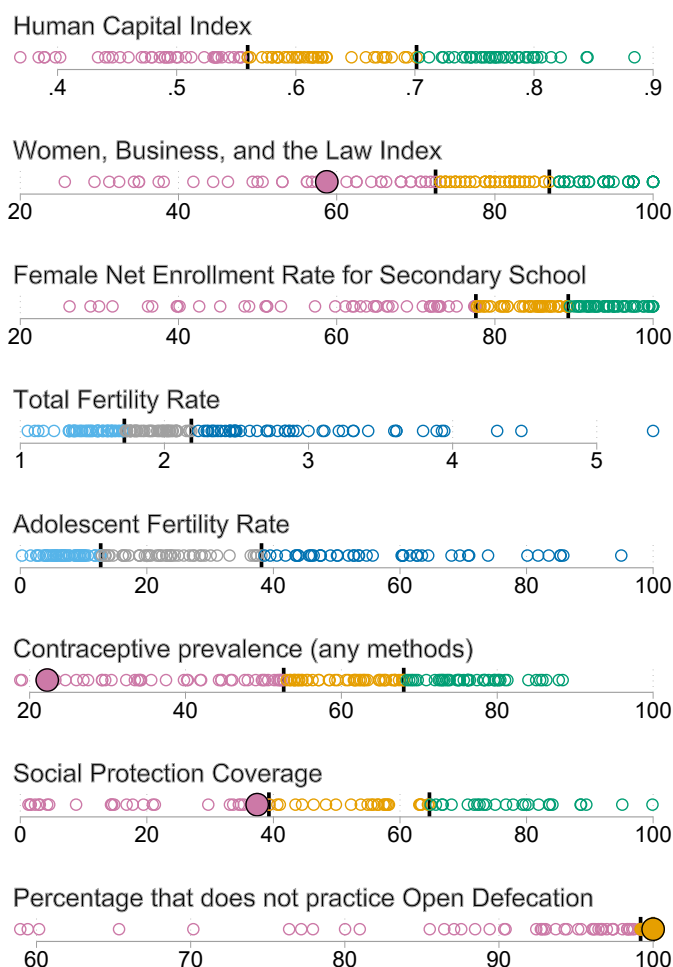 Human Capital Index
.4 .5 .6 .7 .8 .9
Women, Business, and the Law Index
20 40 60 80 100
Female Net Enrollment Rate for Secondary School
20 40 60 80 100
Total Fertility Rate
1 2 3 4 5
Adolescent Fertility Rate
0 20 40 60 80 100
Contraceptive prevalence (any methods)
20 40 60 80 100
Social Protection Coverage
0 20 40 60 80 100
Percentage that does not practice Open Defecation
60 70 80 90 100